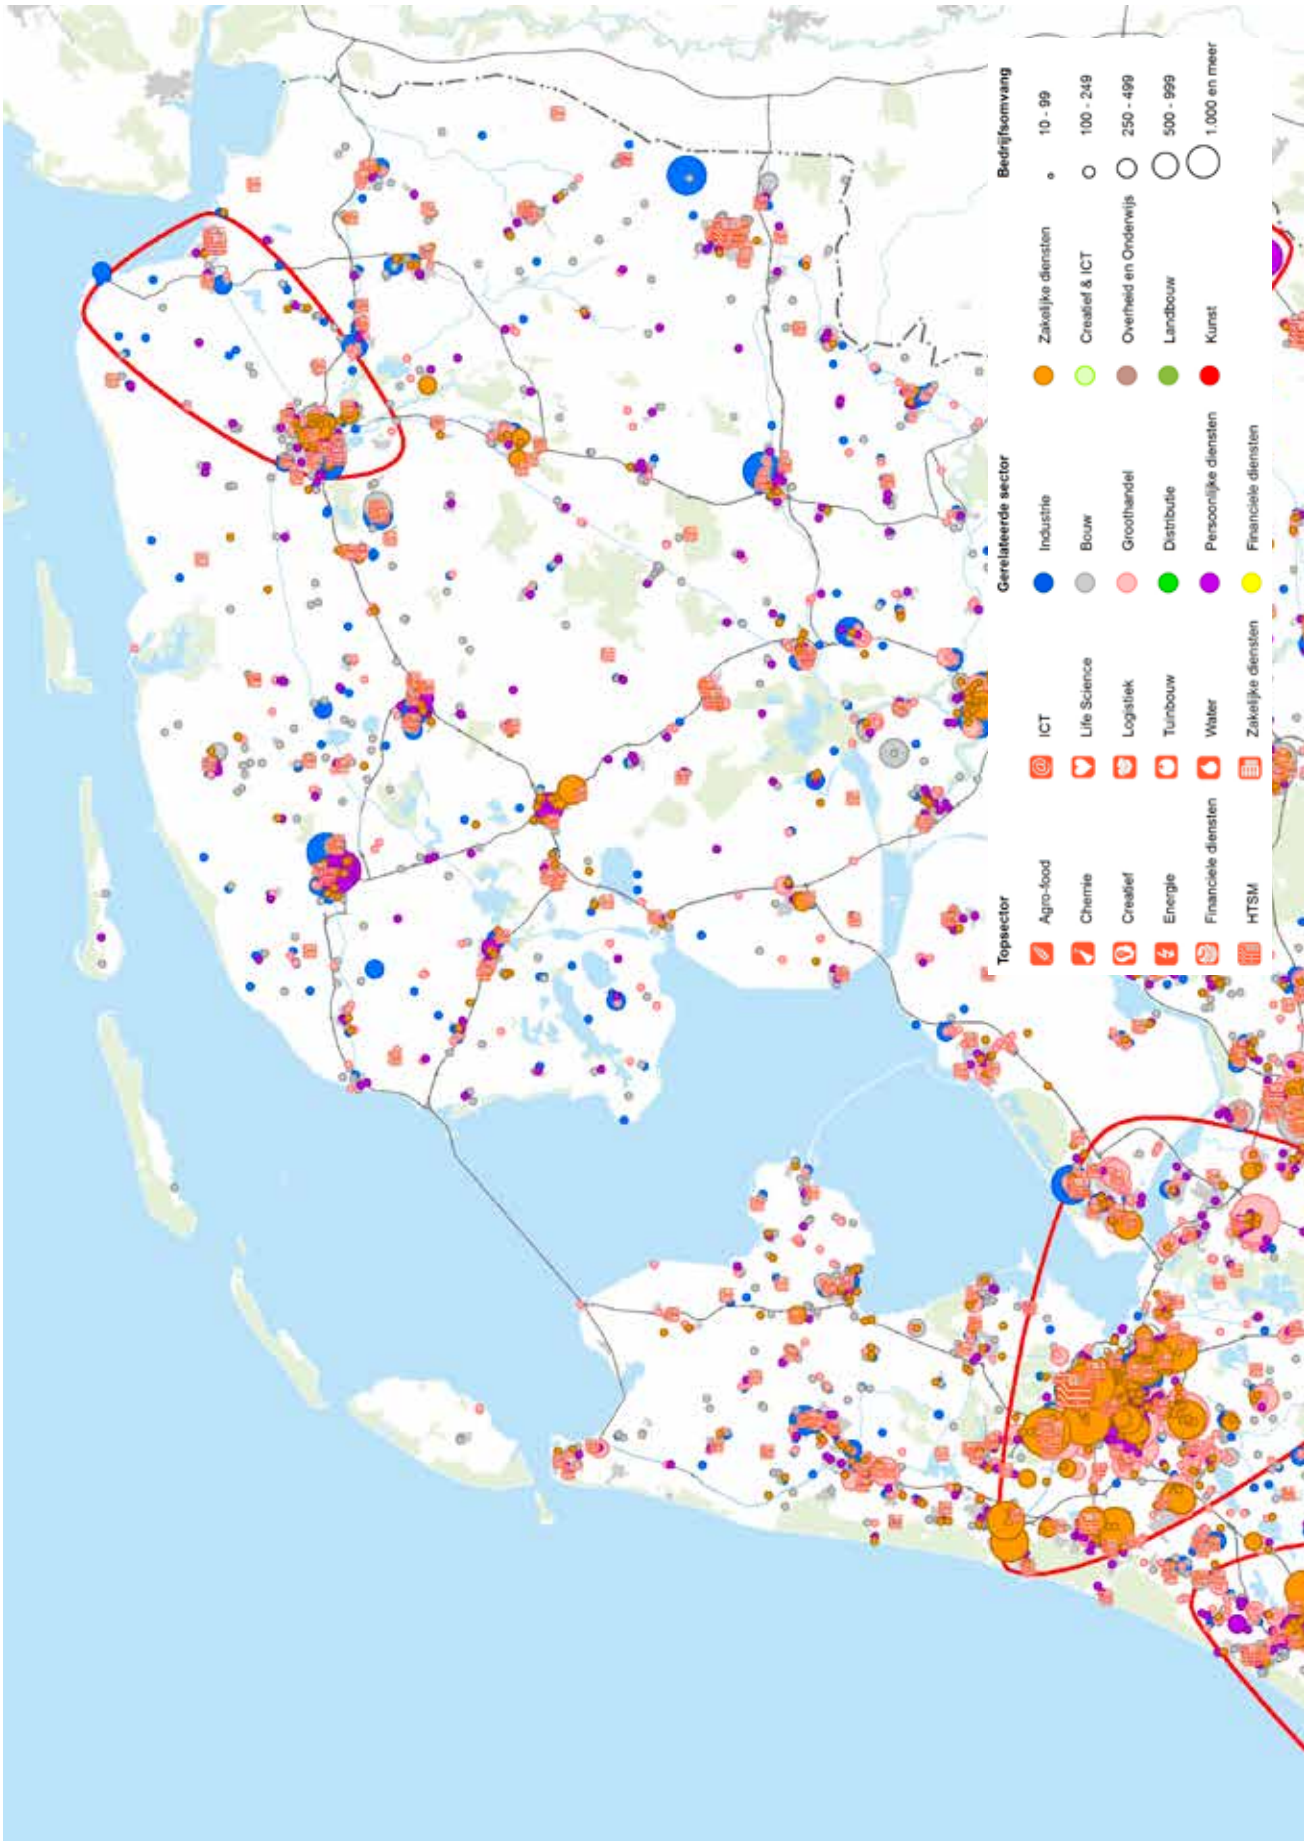 Topsector
Agro-food
Chemie
Creatief
Energie
Financiele diensten
HTSM
ICT
Life Science
Logistiek
Tuinbouw
Water
Zakelijke diensten
Gerelateerde sector
Industrie
Bouw
Groothandel
Distributie
Persoonlijke diensten
Financiele diensten
Zakelijke diensten
Creatief & ICT
Overheid en Onderwijs
Landbouw
Kunst
Bedrijfsomvang
10 - 99
100 - 249
250 - 499
500 - 999
1.000 en meer